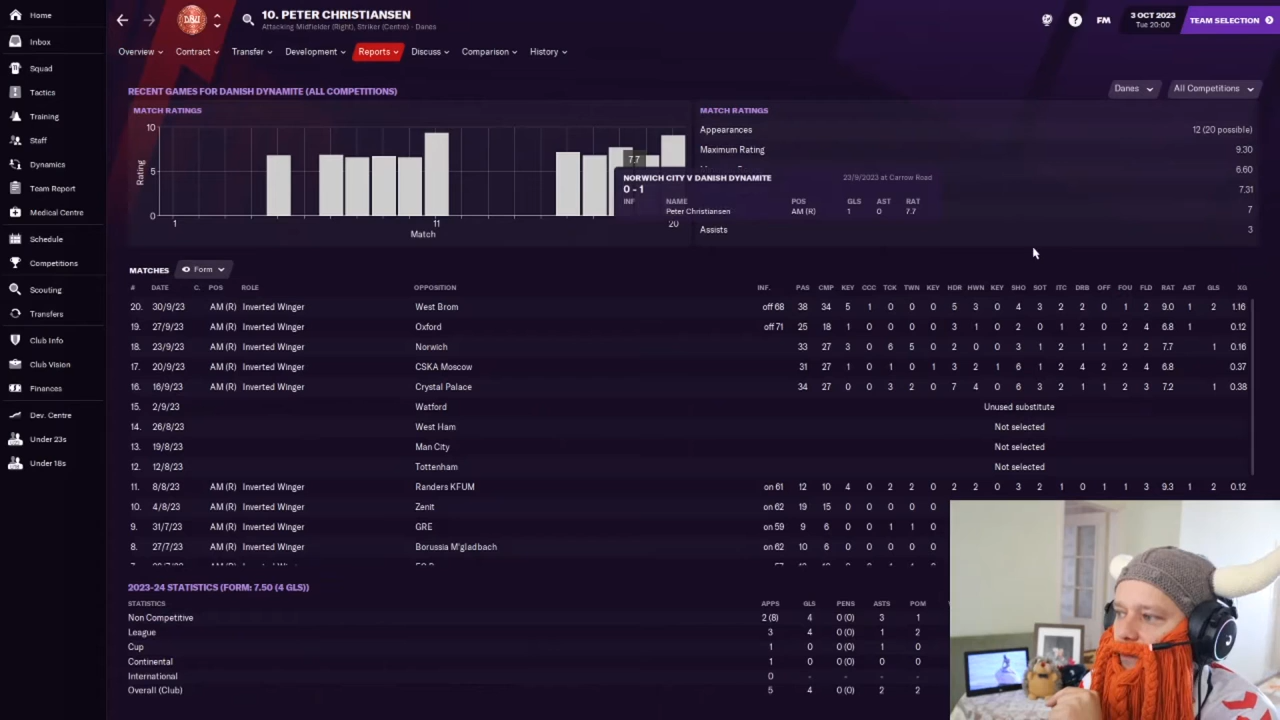 Home
Inbox
Squad
Tactics
Training
Staff
Dynamics
Team Report
Medical Centre
Schedule
Competitions
Scouting
Transfers
Club Info
Club Vision
Finances
Dev. Centre
Under 23s
Under 18s
DBU
10. PETER CHRISTIANSEN
Attacking Midfielder (Right), Striker (Centre) - Danes
FM
3 OCT 2023
Tue 20:00
TEAM SELECTION
Overview Contract Transfer Development Reports Discuss Comparison History
RECENT GAMES FOR DANISH DYNAMITE (ALL COMPETITIONS)
Danes All Competitions
MATCH RATINGS
10
5
0
Rating
1 11 20
Match
7.7
NORWICH CITY V DANISH DYNAMITE 23/9/2023 at Carrow Road
0 - 1
INF NAME POS GLS AST RAT
Peter Christiansen AM (R) 1 0 7.7
MATCH RATINGS
Appearances 12 (20 possible)
Maximum Rating 9.30
6.60
7.31
7
Assists 3
MATCHES Form
# DATE C. POS ROLE OPPOSITION INF. PAS CMP KEY CCC TCK TWN KEY HDR HWN KEY SHO SOT ITC DRB OFF FOU FLD RAT AST GLS XG
20. 30/9/23 AM (R) Inverted Winger West Brom off 68 38 34 5 1 0 0 0 5 3 0 4 3 2 2 0 1 2 9.0 1 2 1.16
19. 27/9/23 AM (R) Inverted Winger Oxford off 71 25 18 1 0 0 0 0 3 1 0 2 0 1 2 0 2 4 6.8 1 0.12
18. 23/9/23 AM (R) Inverted Winger Norwich 33 27 3 0 6 5 0 2 0 0 3 1 2 1 1 2 2 7.7 1 0.16
17. 20/9/23 AM (R) Inverted Winger CSKA Moscow 31 27 1 0 1 0 1 3 2 1 6 1 2 4 2 2 4 6.8 0.37
16. 16/9/23 AM (R) Inverted Winger Crystal Palace 34 27 0 0 3 2 0 7 4 0 6 3 2 1 1 2 3 7.2 1 0.38
15. 2/9/23 Watford Unused substitute
14. 26/8/23 West Ham Not selected
13. 19/8/23 Man City Not selected
12. 12/8/23 Tottenham Not selected
11. 8/8/23 AM (R) Inverted Winger Randers KFUM on 61 12 10 4 0 2 2 0 2 2 0 3 2 1 0 1 1 3 9.3 1 2 0.12
10. 4/8/23 AM (R) Inverted Winger Zenit on 62 19 15 0 0 0 0 0
9. 31/7/23 AM (R) Inverted Winger GRE on 59 9 6 0 0 1 1 0
8. 27/7/23 AM (R) Inverted Winger Borussia M'gladbach on 62 10 6 0 0 0 0 0
2023-24 STATISTICS (FORM: 7.50 (4 GLS))
STATISTICS APPS GLS PENS ASTS POM
Non Competitive 2 (8) 4 0 (0) 3 1
League 3 4 0 (0) 1 2
Cup 1 0 0 (0) 1 0
Continental 1 0 0 (0) 0 0
International 0 - - - -
Overall (Club) 5 4 0 (0) 2 2